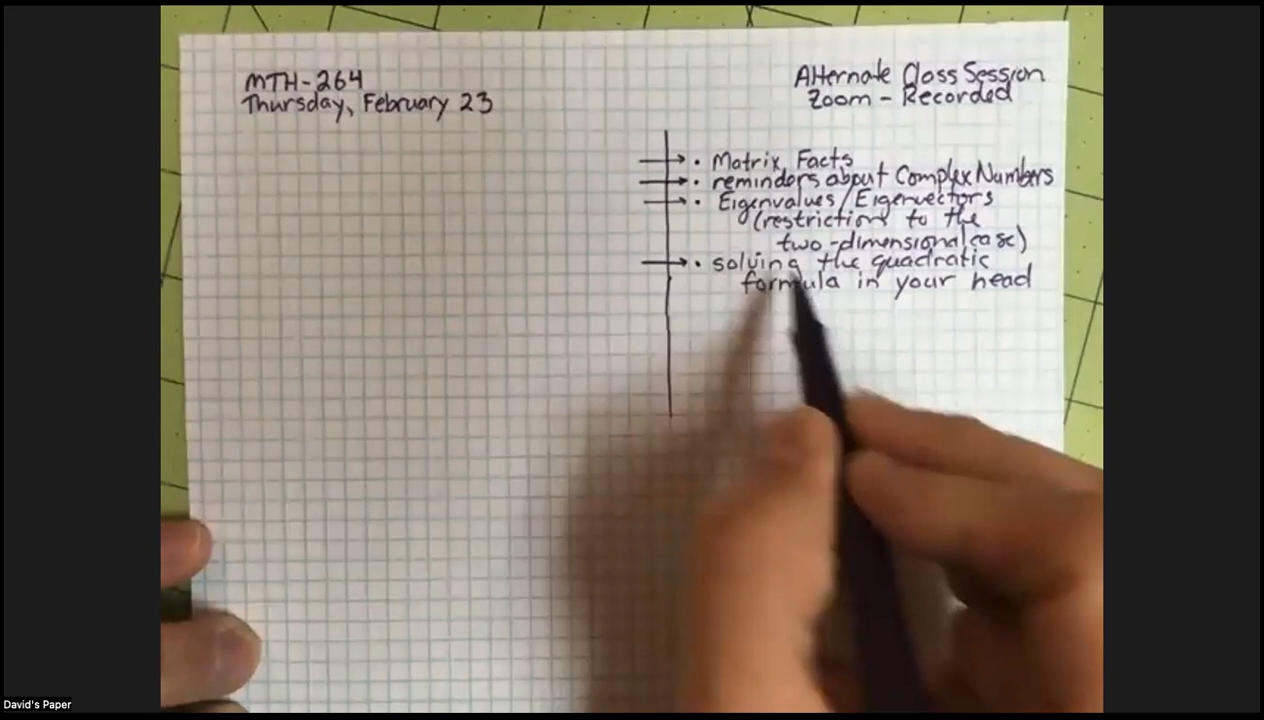 MTH-264
Thursday, February 23
Alternate Class Session
Zoom - Recorded
→ • Matrix Facts
→ • reminders about Complex Numbers
→ • Eigenvalues/Eigenvectors
(restriction to the
two-dimensional case)
→ • solving the quadratic
formula in your head
David's Paper